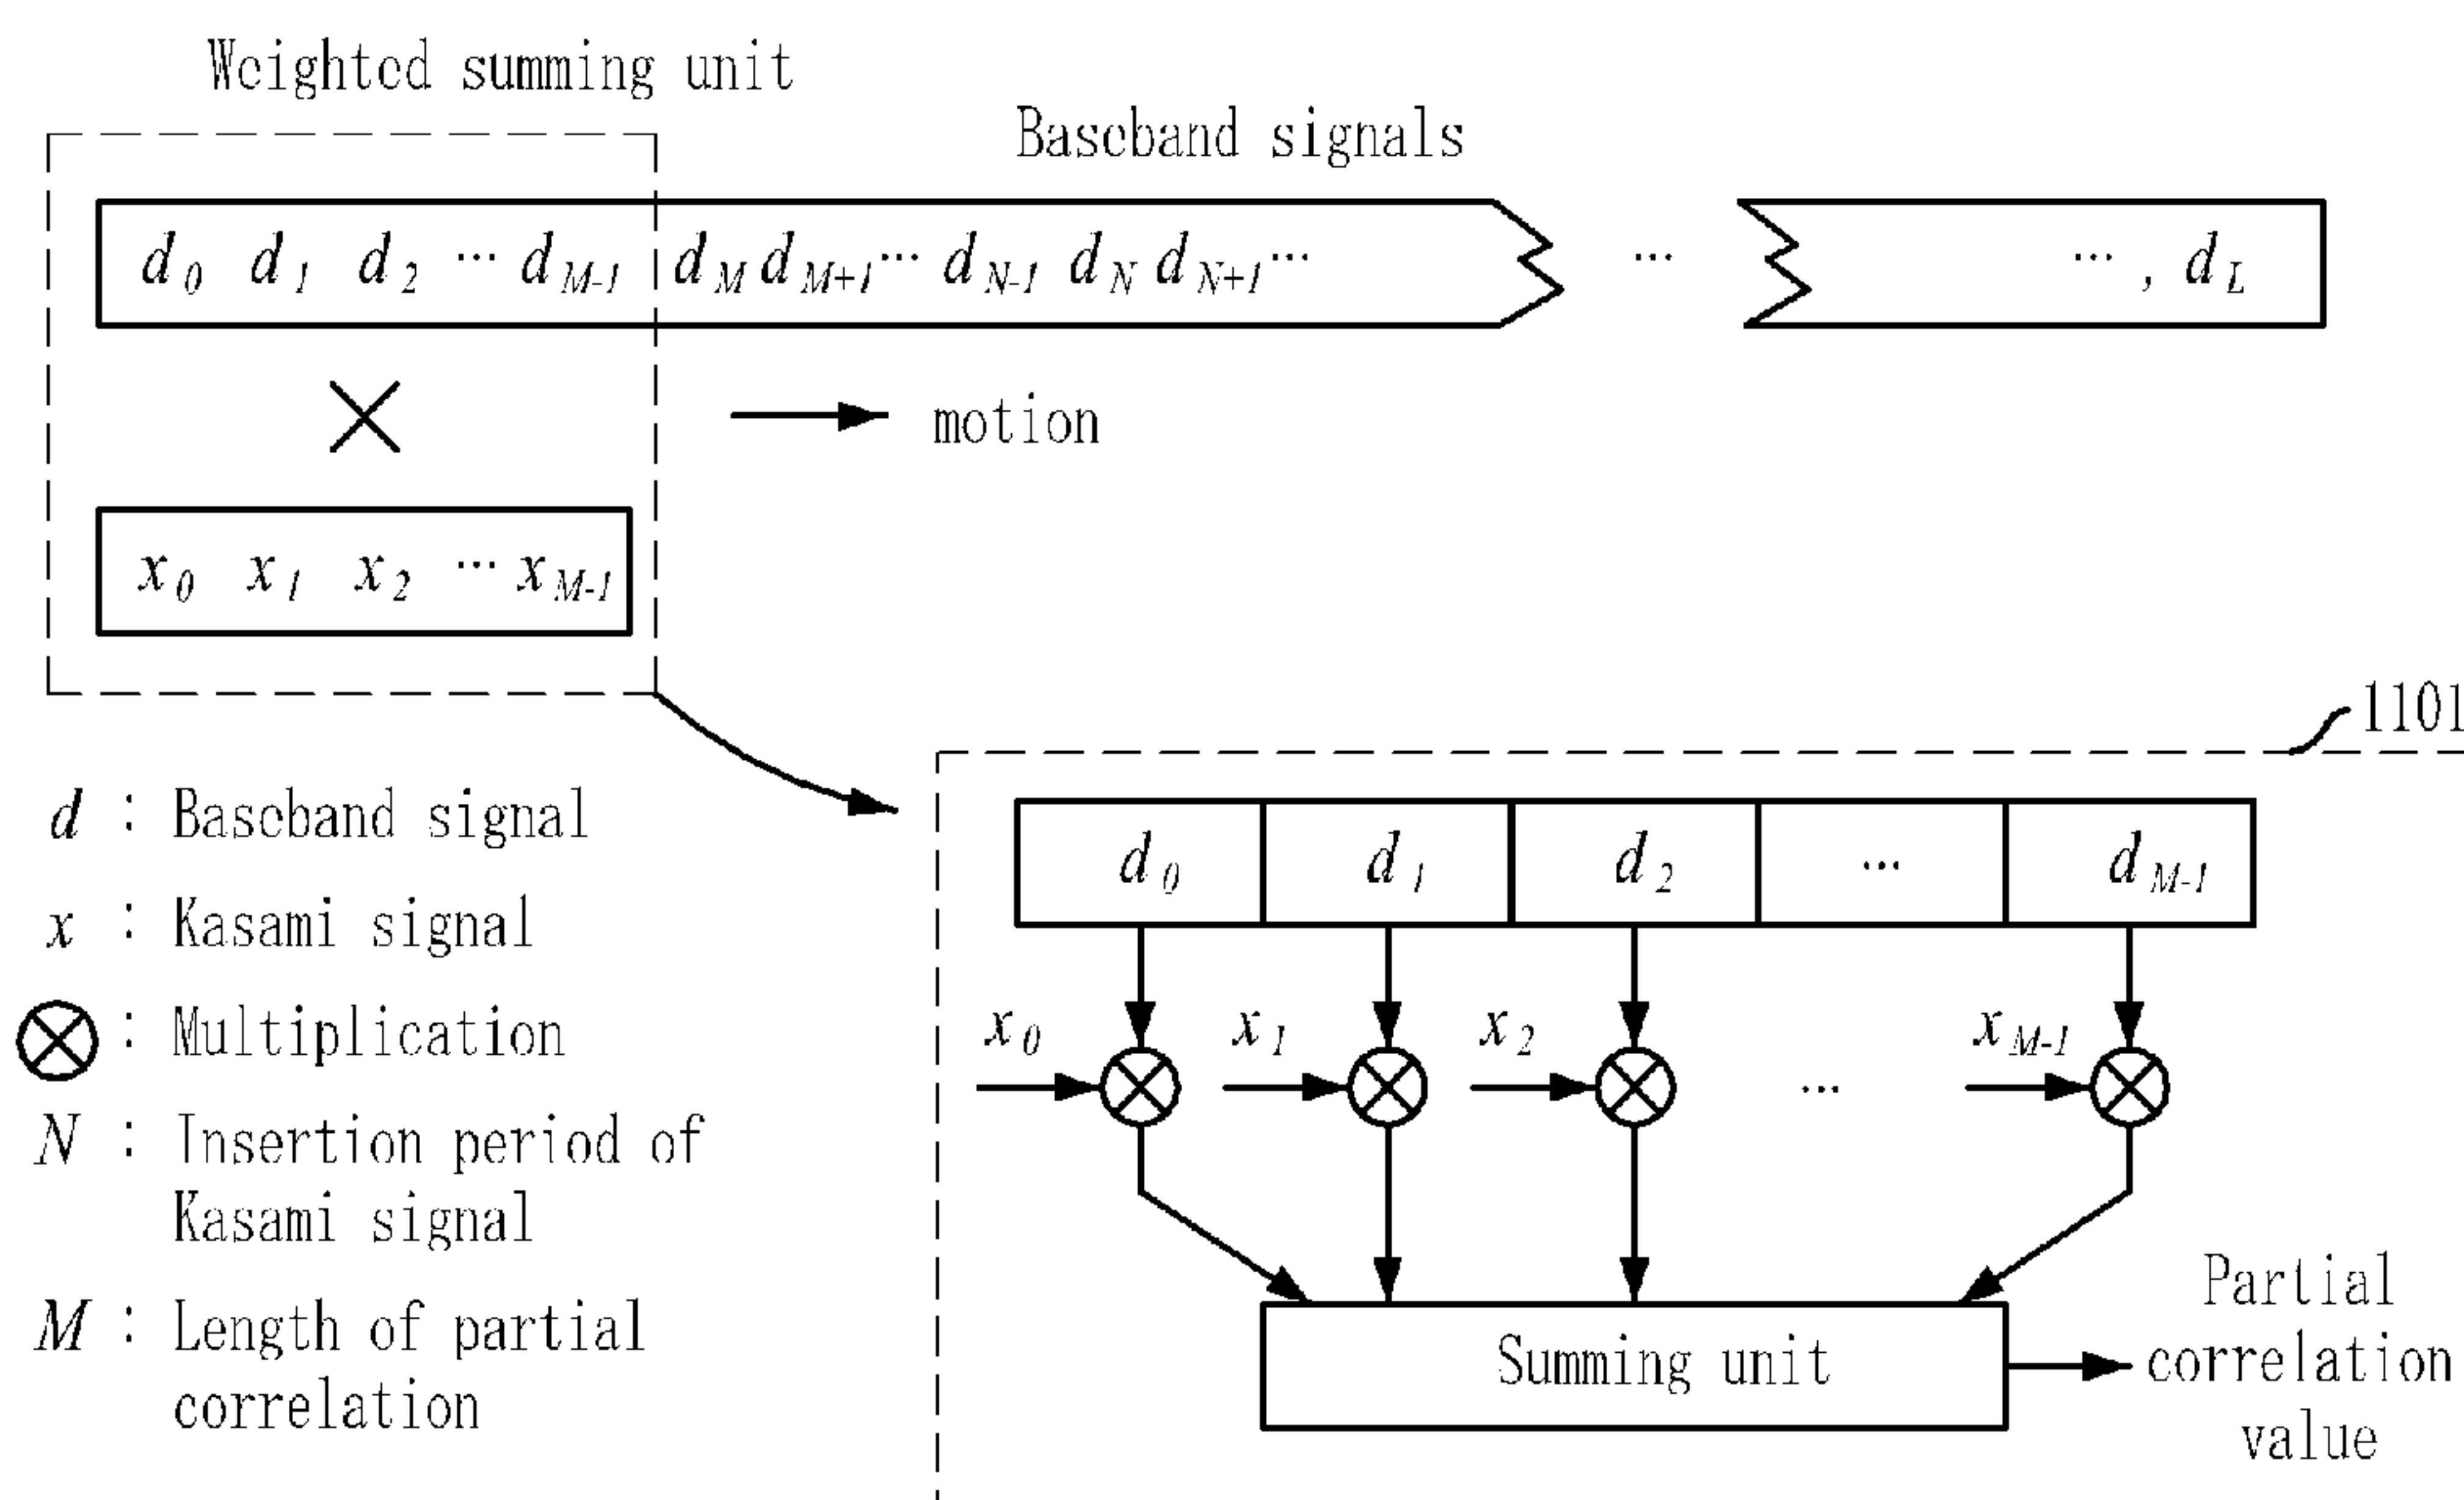 Weighted summing unit
Baseband signals
d0 d1 d2 ... dM-1 dM dM+1 ... dN-1 dN dN+1 ... ... ... , dL
motion
x0 x1 x2 ... xM-1
1101
d : Baseband signal
x : Kasami signal
: Multiplication
N : Insertion period of
Kasami signal
M : Length of partial
correlation
d0 d1 d2 ... dM-1
x0 x1 x2 ... xM-1
Summing unit
Partial
correlation
value